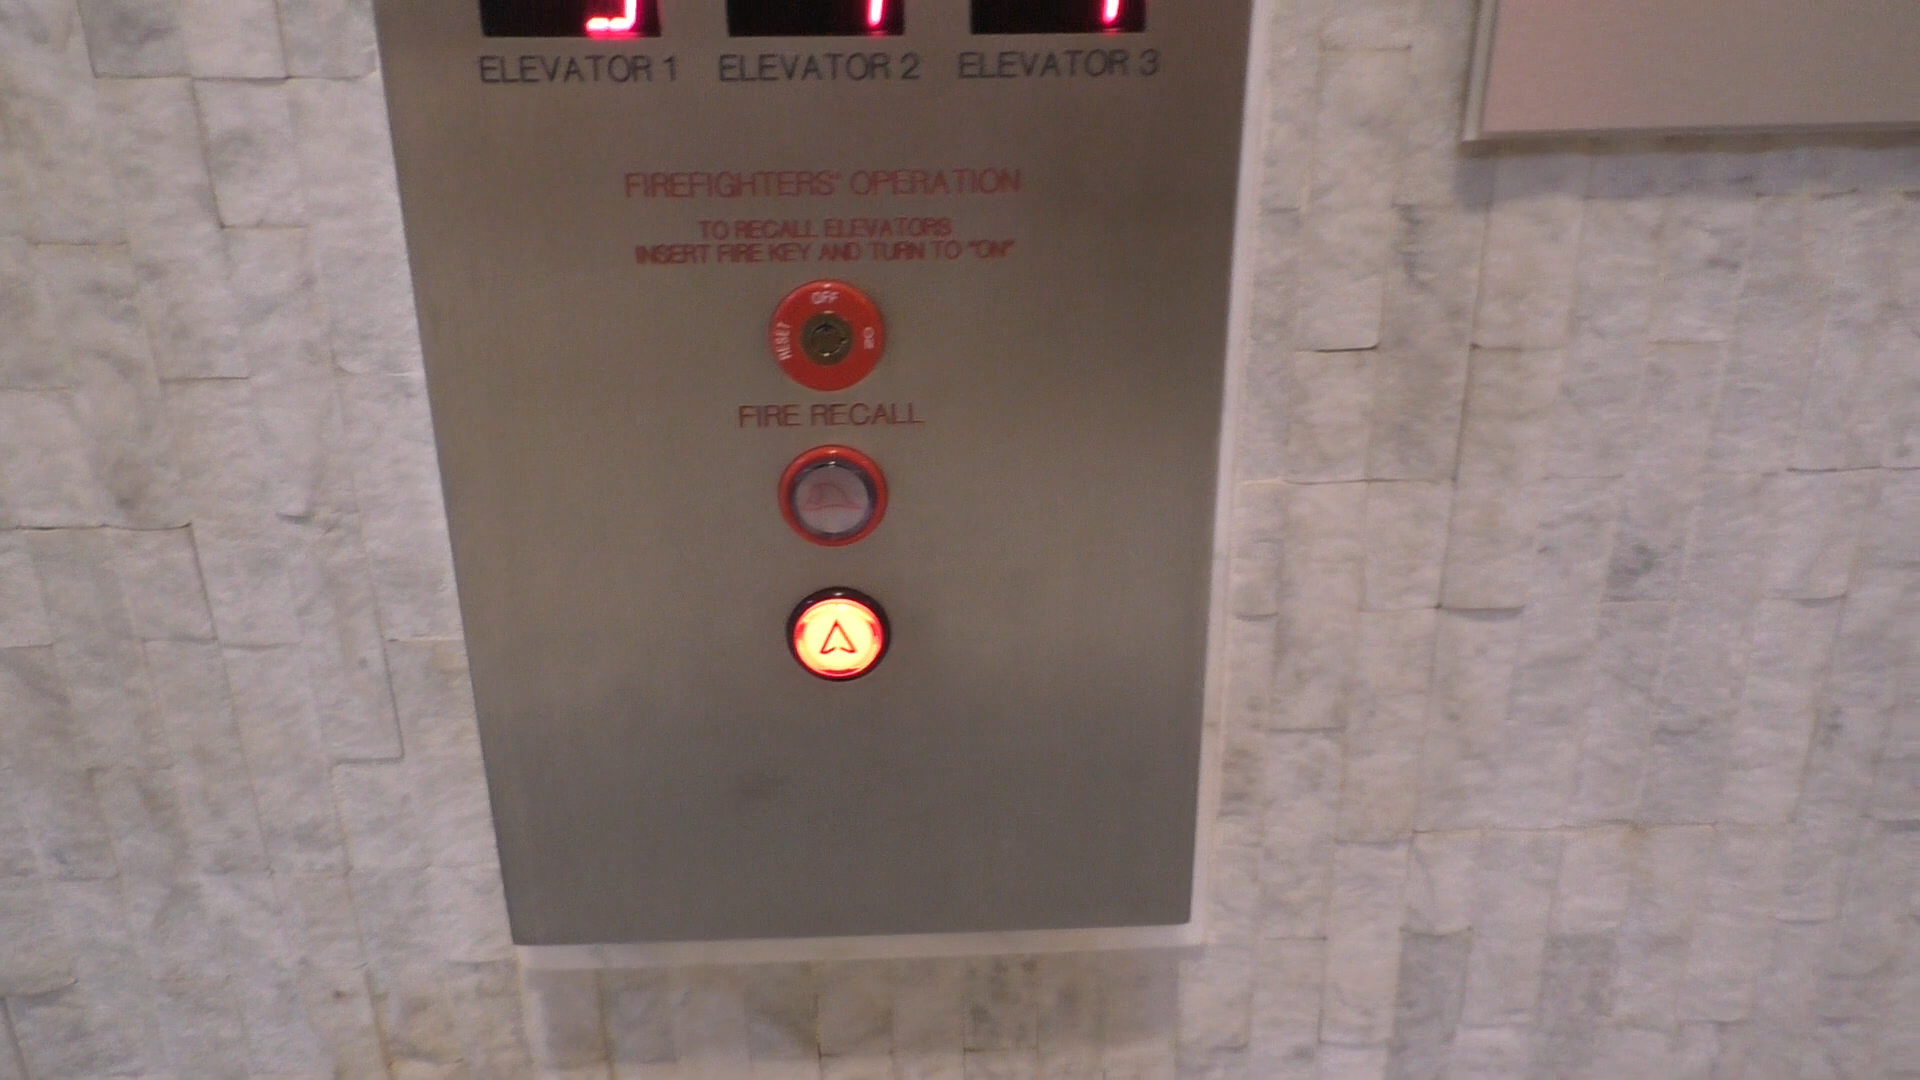 ELEVATOR 1 ELEVATOR 2 ELEVATOR 3
FIREFIGHTERS' OPERATION
TO RECALL ELEVATORS
INSERT FIRE KEY AND TURN TO "ON"
OFF
RESET ON
FIRE RECALL